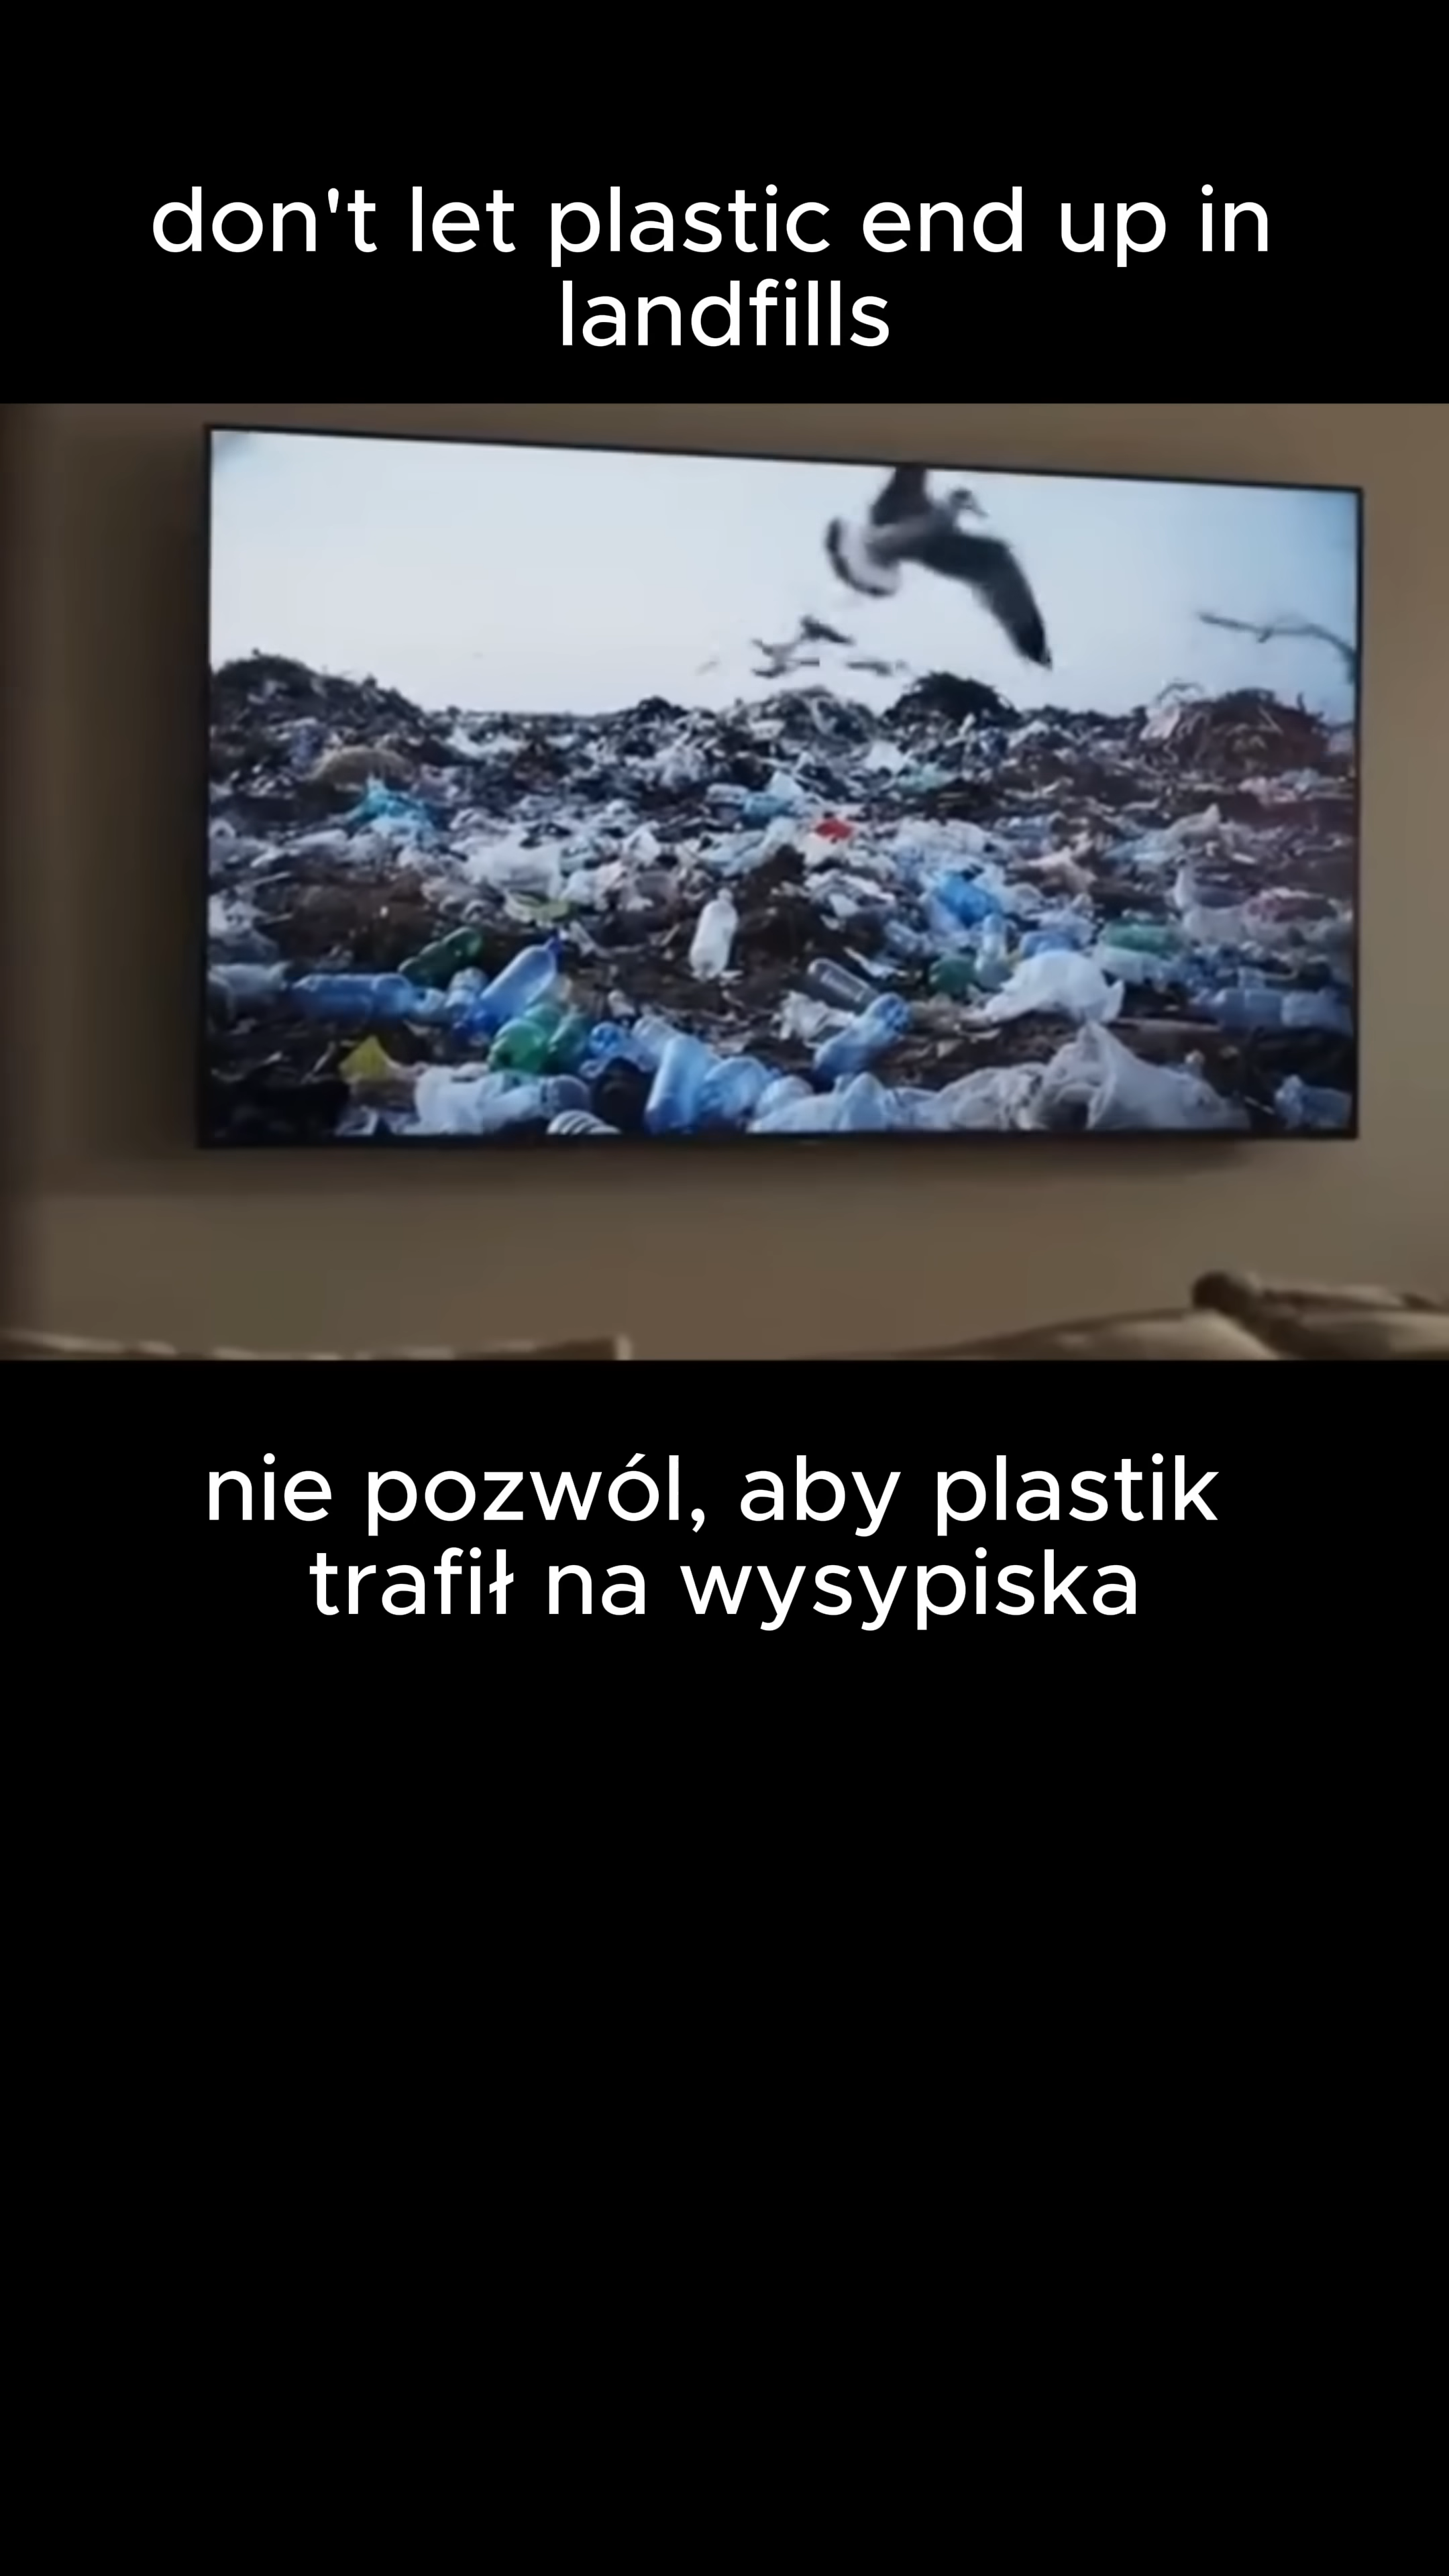 don't let plastic end up in
landfills
nie pozwól, aby plastik
trafił na wysypiska